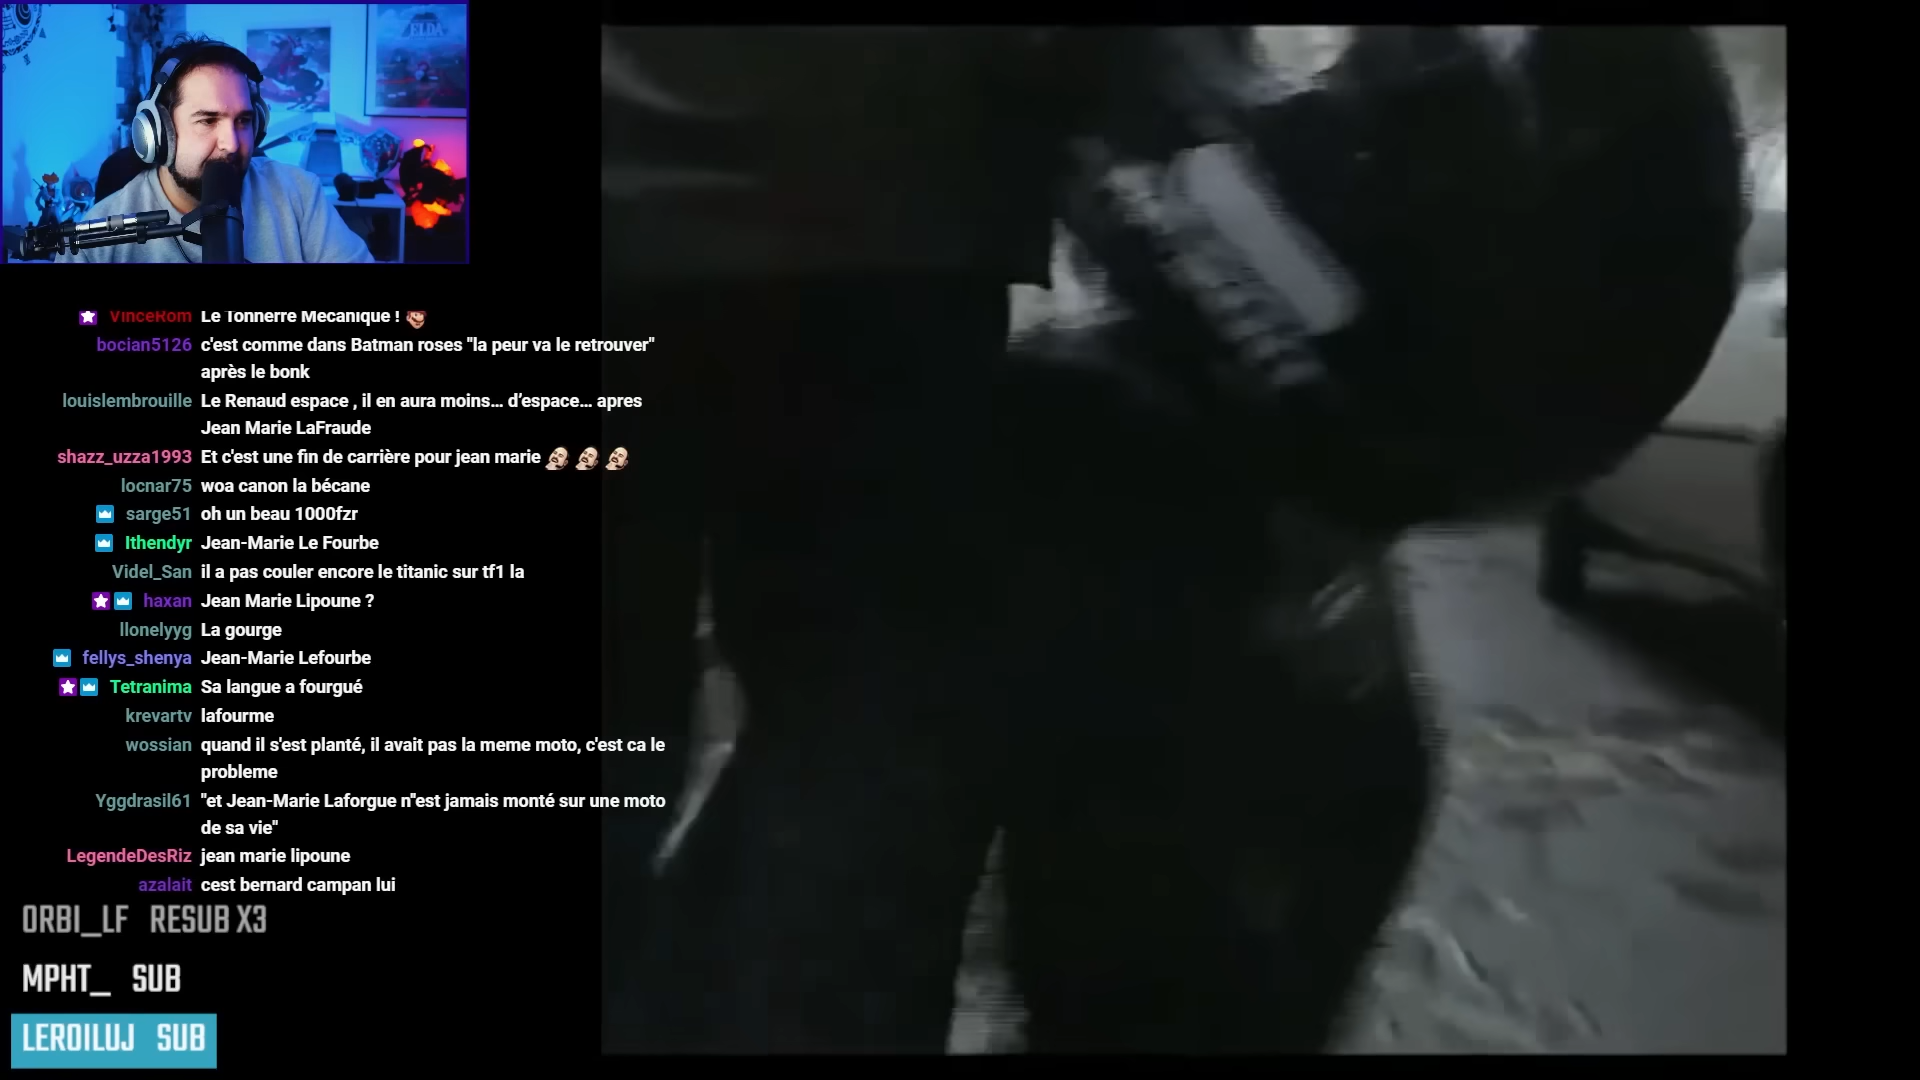 ZELDA
VinceRom Le Tonnerre Mecanique !
bocian5126 c'est comme dans Batman roses "la peur va le retrouver"
après le bonk
louislembrouille Le Renaud espace , il en aura moins… d'espace… apres
Jean Marie LaFraude
shazz_uzza1993 Et c'est une fin de carrière pour jean marie
locnar75 woa canon la bécane
sarge51 oh un beau 1000fzr
Ithendyr Jean-Marie Le Fourbe
Videl_San il a pas couler encore le titanic sur tf1 la
haxan Jean Marie Lipoune ?
llonelyyg La gourge
fellys_shenya Jean-Marie Lefourbe
Tetranima Sa langue a fourgué
krevartv lafourme
wossian quand il s'est planté, il avait pas la meme moto, c'est ca le
probleme
Yggdrasil61 "et Jean-Marie Laforgue n"est jamais monté sur une moto
de sa vie"
LegendeDesRiz jean marie lipoune
azalait cest bernard campan lui
ORBI_LF RESUB X3
MPHT_ SUB
LEROILUJ SUB